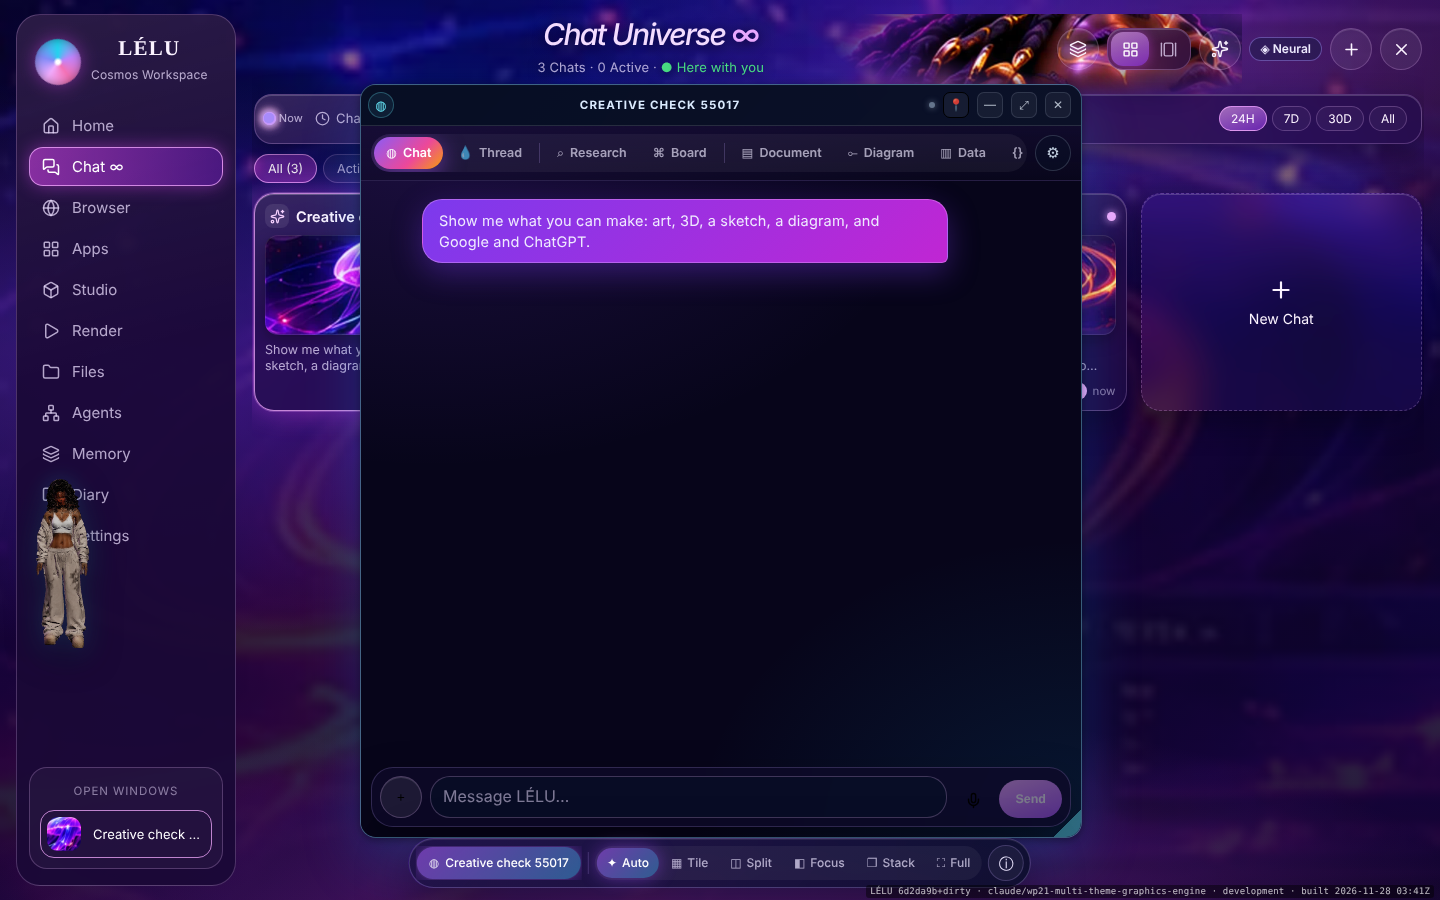 LÉLU
Cosmos Workspace
Home
Chat ∞
Browser
Apps
Studio
Render
Files
Agents
Memory
Diary
ettings
OPEN WINDOWS
Creative check ...
Chat Universe ∞
3 Chats · 0 Active · ● Here with you
◈ Neural
Now
Cha
24H
7D
30D
All
All (3)
Acti
Creative
Show me what y
sketch, a diagra
o...
now
New Chat
CREATIVE CHECK 55017
Chat
Thread
Research
Board
Document
Diagram
Data
{}
Show me what you can make: art, 3D, a sketch, a diagram, and
Google and ChatGPT.
Message LÉLU...
Send
Creative check 55017
Auto
Tile
Split
Focus
Stack
Full
LÉLU 6d2da9b+dirty · claude/wp21-multi-theme-graphics-engine · development · built 2026-11-28 03:41Z